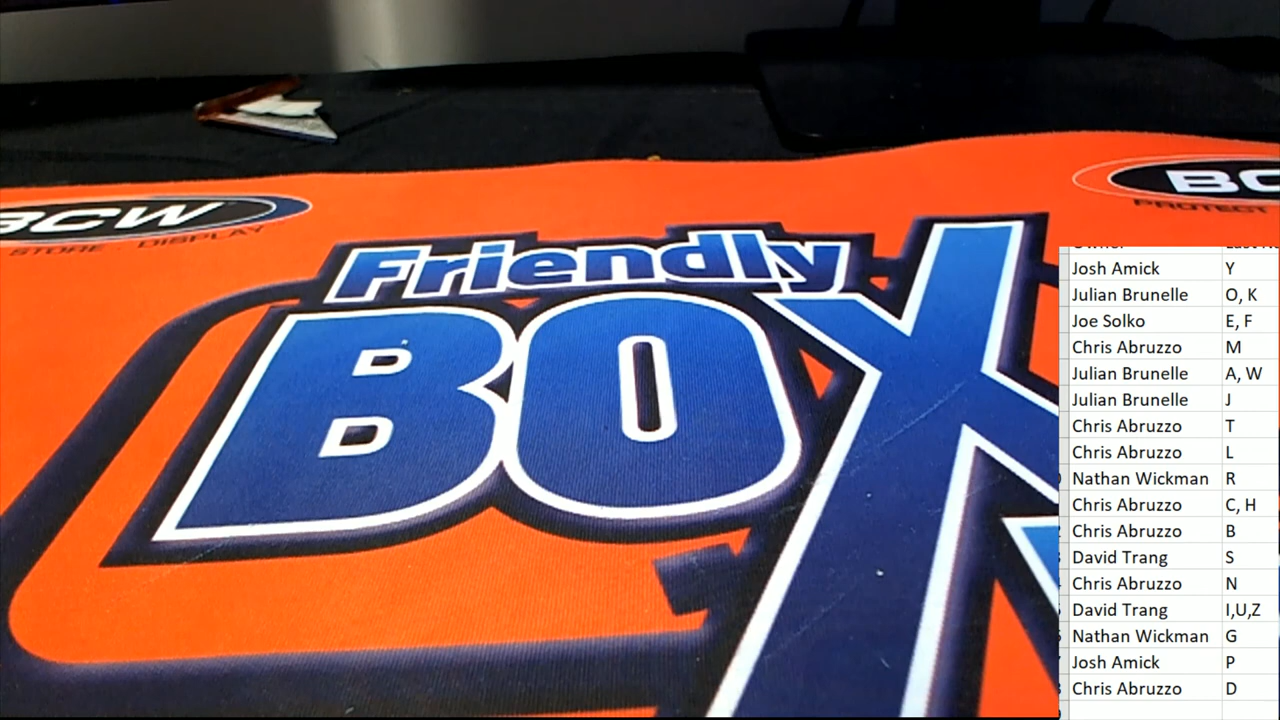 BCW
STORE DISPLAY
BC
PROTECT
Friendly
BOX
Josh Amick Y
Julian Brunelle O, K
Joe Solko E, F
Chris Abruzzo M
Julian Brunelle A, W
Julian Brunelle J
Chris Abruzzo T
Chris Abruzzo L
Nathan Wickman R
Chris Abruzzo C, H
Chris Abruzzo B
David Trang S
Chris Abruzzo N
David Trang I,U,Z
Nathan Wickman G
Josh Amick P
Chris Abruzzo D